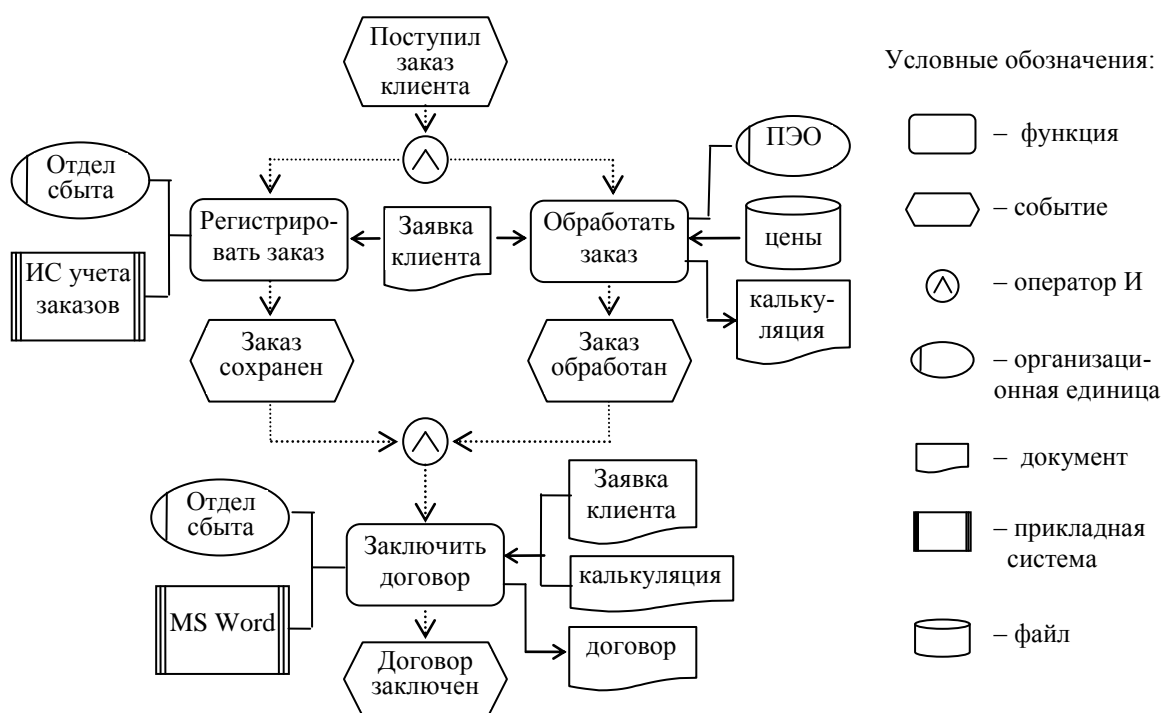 Поступил
заказ
клиента
Условные обозначения:
ПЭО
– функция
Отдел
сбыта
Регистриро-
вать заказ
Заявка
клиента
Обработать
заказ
цены
– событие
ИС учета
заказов
кальку-
ляция
– оператор И
Заказ
сохранен
Заказ
обработан
– организаци-
онная единица
– документ
Отдел
сбыта
Заявка
клиента
Заключить
договор
калькуляция
– прикладная
система
MS Word
договор
– файл
Договор
заключен